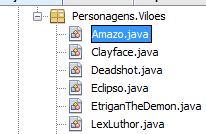 Personagens.Viloes
Amazo.java
Clayface.java
Deadshot.java
Eclipso.java
EtriganTheDemon.java
LexLuthor.java